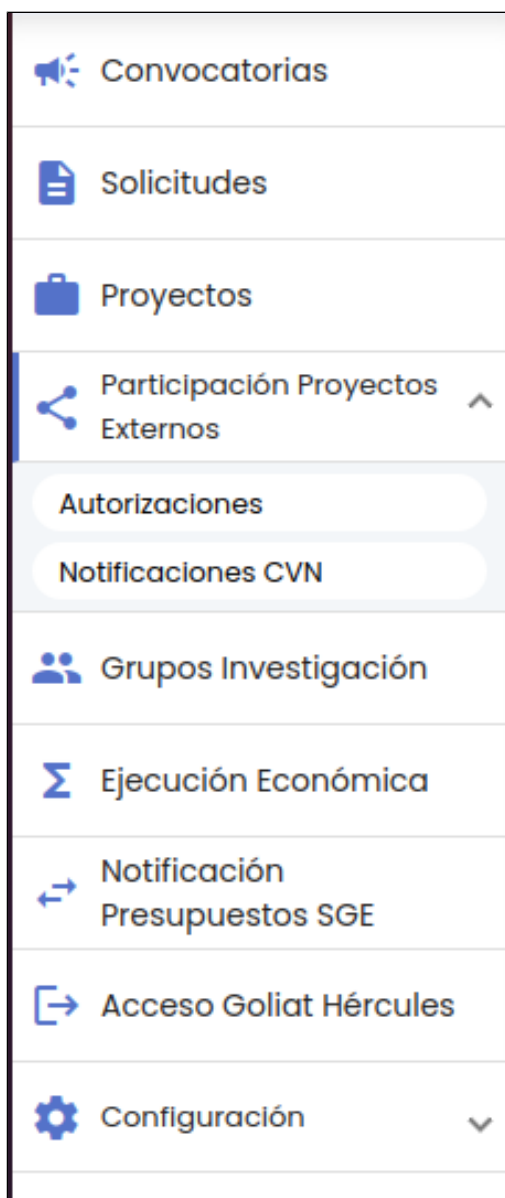 Convocatorias
Solicitudes
Proyectos
Participación Proyectos
Externos
Autorizaciones
Notificaciones CVN
Grupos Investigación
Ejecución Económica
Notificación
Presupuestos SGE
Acceso Goliat Hércules
Configuración